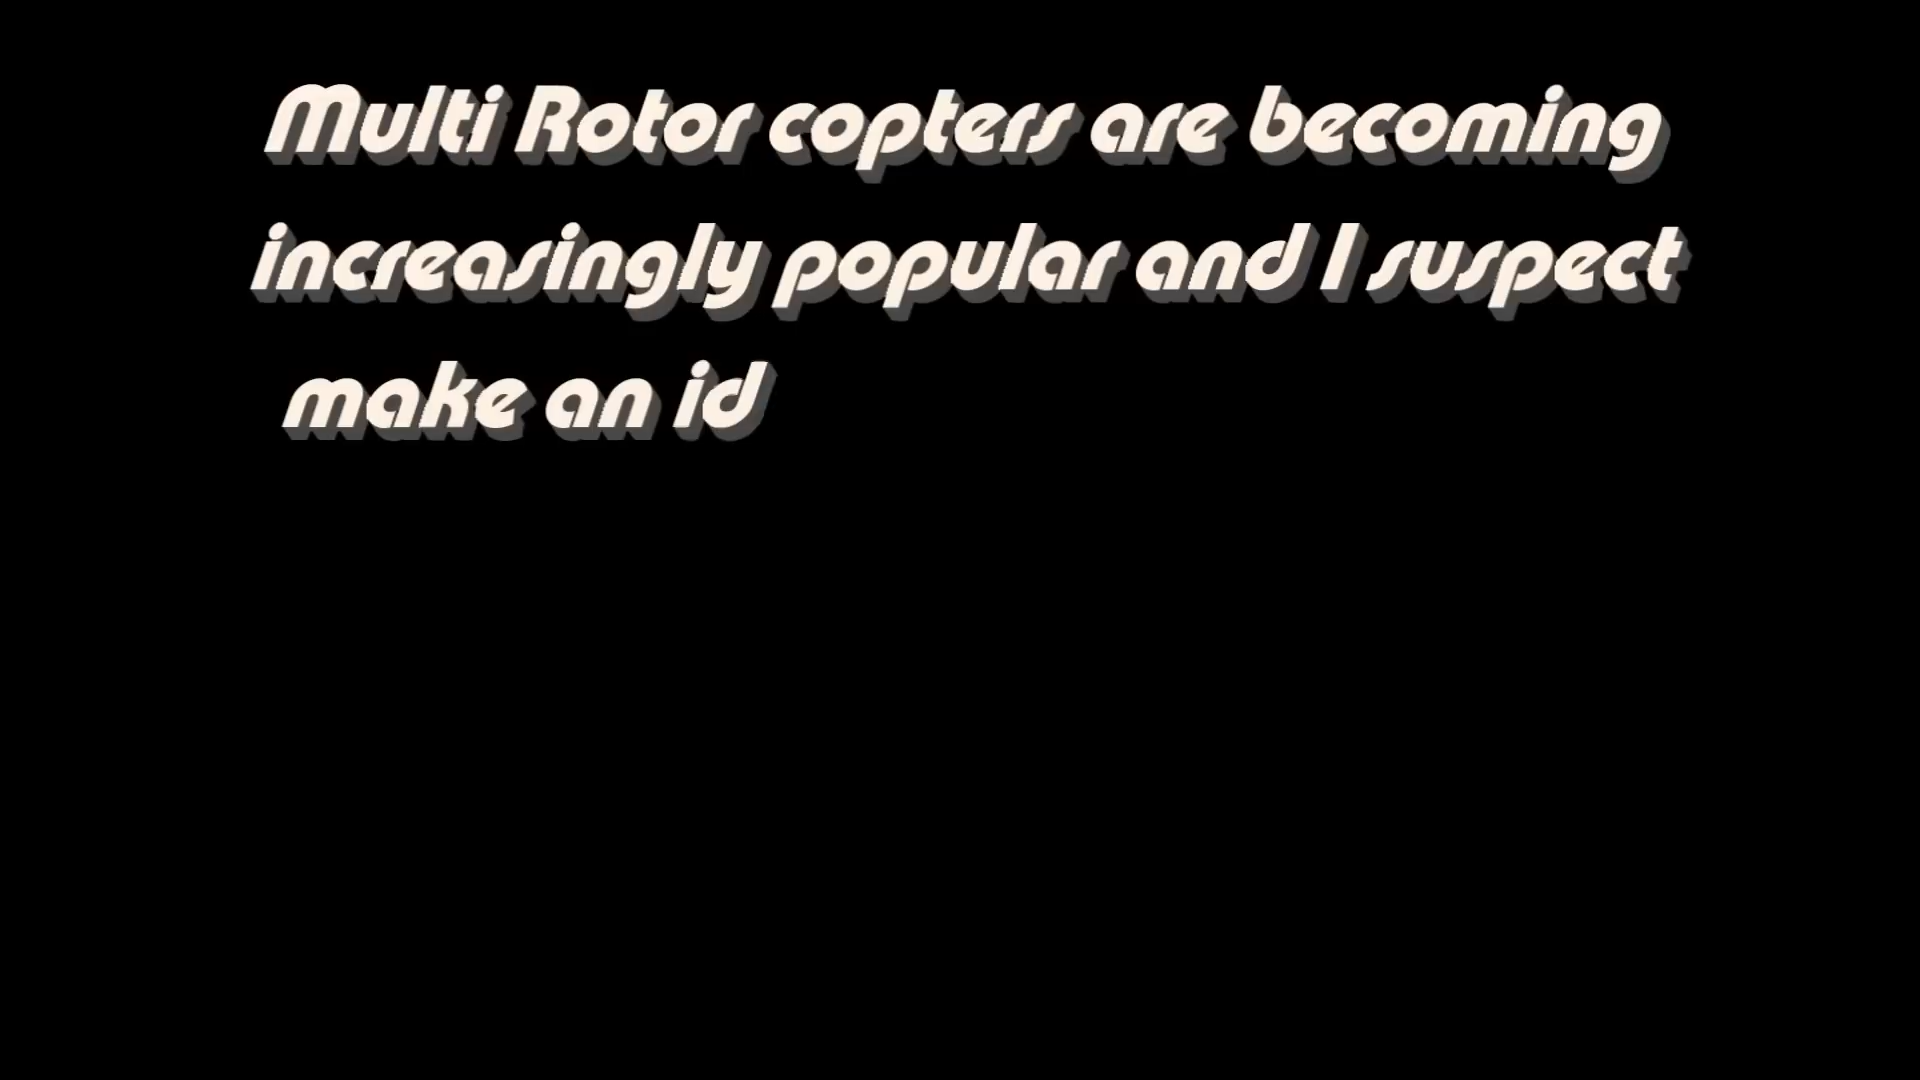 Multi Rotor copters are becoming
increasingly popular and I suspect
make an id